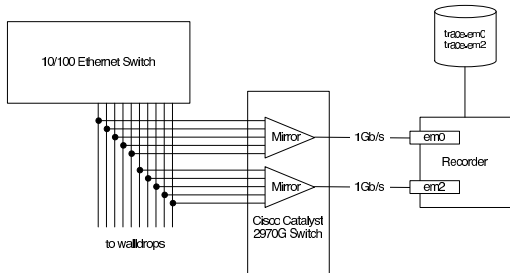 10/100 Ethernet Switch
trace.em0
trace.em2
Mirror
1Gb/s
em0
Recorder
Mirror
1Gb/s
em2
Cisco Catalyst
2970G Switch
to walldrops